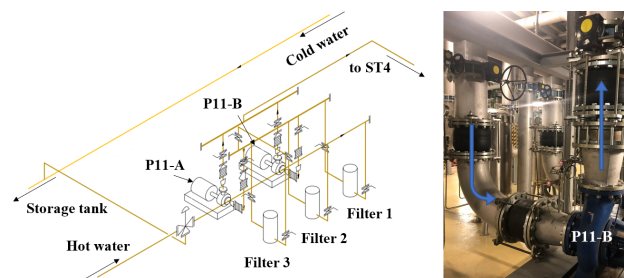 Cold water
to ST4
P11-B
P11-A
Storage tank
Hot water
Filter 1
Filter 2
Filter 3
P11-B